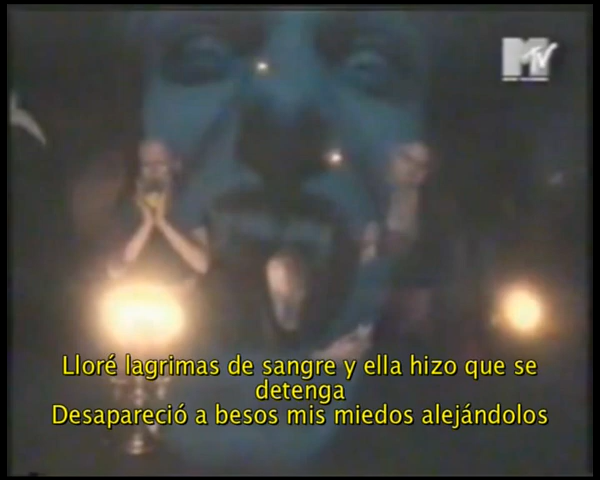 MTV
Lloré lagrimas de sangre y ella hizo que se
detenga
Desapareció a besos mis miedos alejándolos